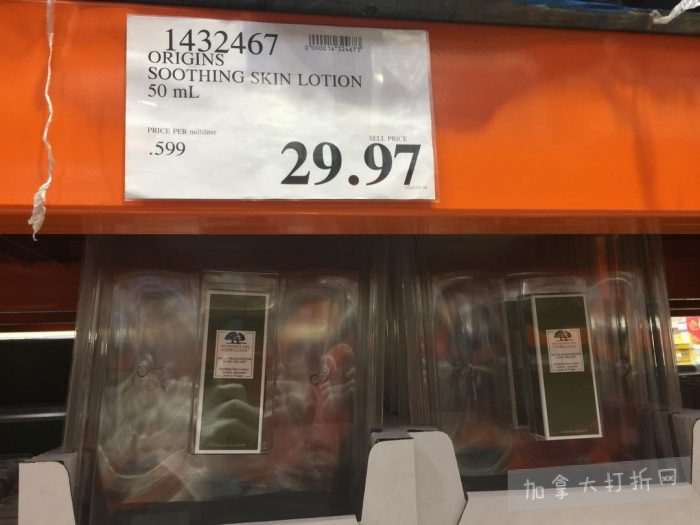 1432467
ORIGINS
SOOTHING SKIN LOTION
50 mL
PRICE PER milliliter
.599
SELL PRICE
29.97
加拿大打折网